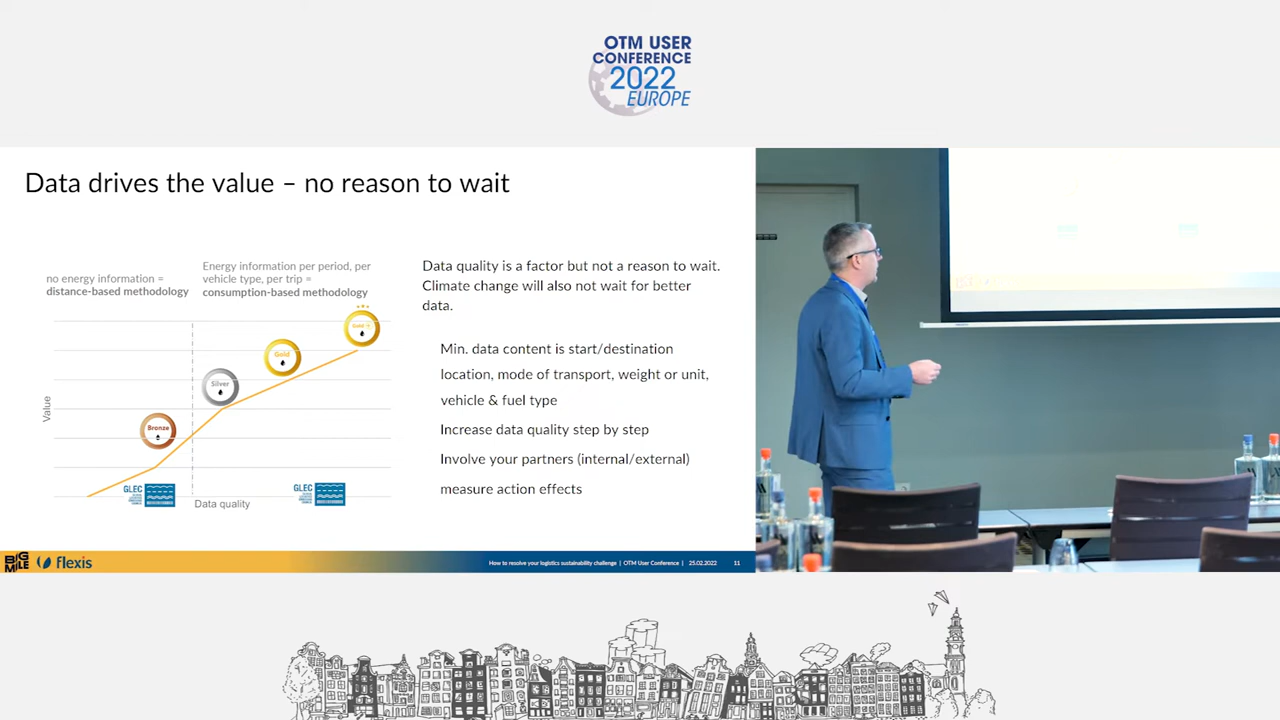 OTM USER
CONFERENCE
2022
EUROPE
Data drives the value – no reason to wait
no energy information =
distance-based methodology
Energy information per period, per
vehicle type, per trip =
consumption-based methodology
Value
Bronze
Silver
Gold
Gold
GLEC
GLEC
Data quality
Data quality is a factor but not a reason to wait.
Climate change will also not wait for better
data.
Min. data content is start/destination
location, mode of transport, weight or unit,
vehicle & fuel type
Increase data quality step by step
Involve your partners (internal/external)
measure action effects
BIG
MILE
flexis
How to resolve your logistics sustainability challenge | OTM User Conference | 25.02.2022 11